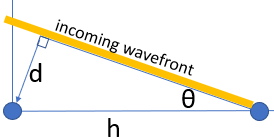 incoming wavefront
d
θ
h